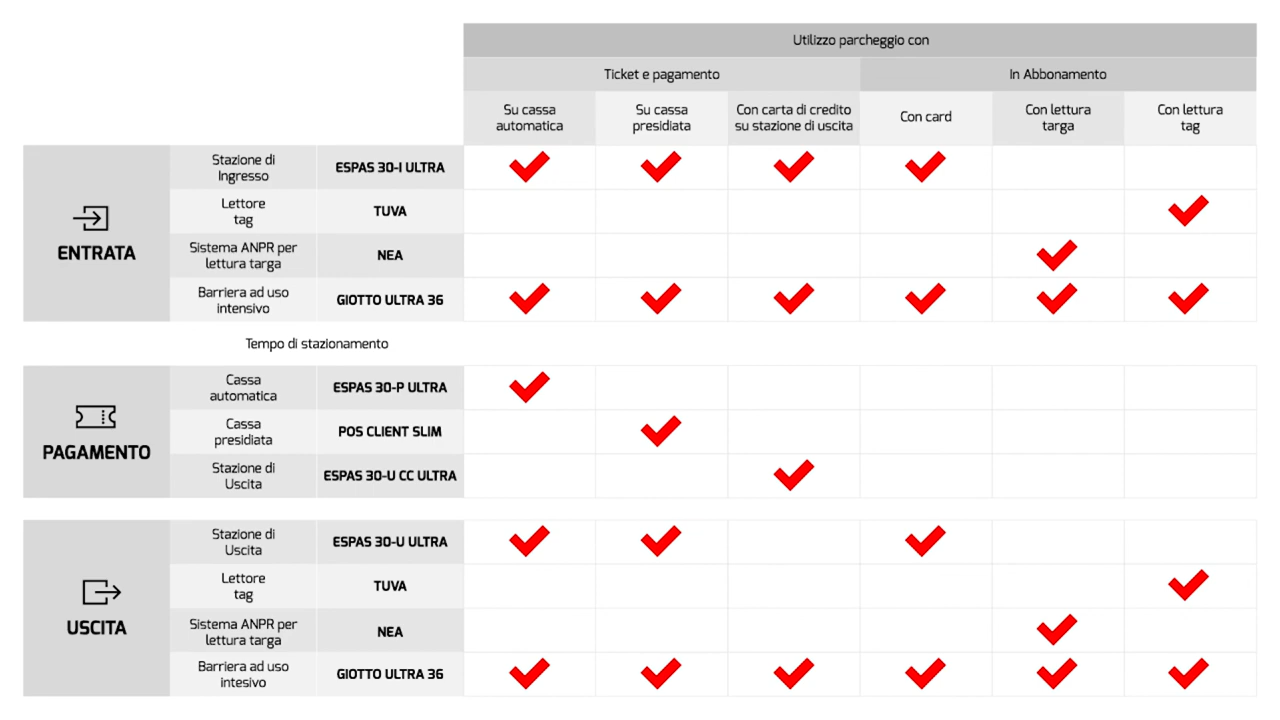 Utilizzo parcheggio con
Ticket e pagamento
In Abbonamento
Su cassa
automatica
Su cassa
presidiata
Con carta di credito
su stazione di uscita
Con card
Con lettura
targa
Con lettura
tag
ENTRATA
Stazione di
Ingresso
ESPAS 30-I ULTRA
Lettore
tag
TUVA
Sistema ANPR per
lettura targa
NEA
Barriera ad uso
intensivo
GIOTTO ULTRA 36
Tempo di stazionamento
PAGAMENTO
Cassa
automatica
ESPAS 30-P ULTRA
Cassa
presidiata
POS CLIENT SLIM
Stazione di
Uscita
ESPAS 30-U CC ULTRA
USCITA
Stazione di
Uscita
ESPAS 30-U ULTRA
Lettore
tag
TUVA
Sistema ANPR per
lettura targa
NEA
Barriera ad uso
intesivo
GIOTTO ULTRA 36